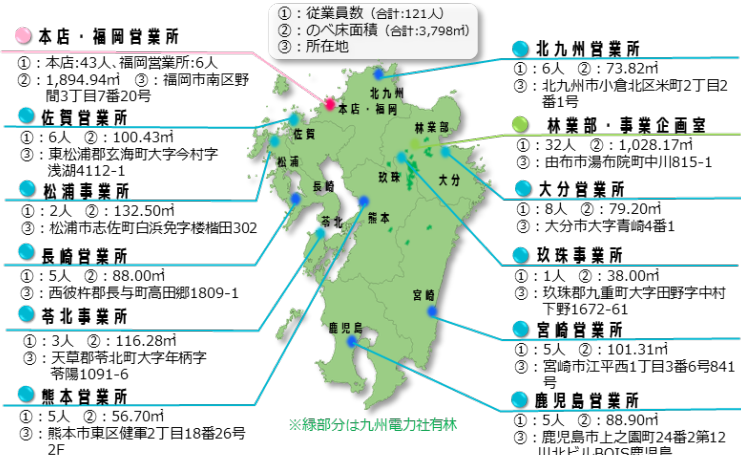 ①：従業員数（合計:121人）
②：のべ床面積（合計:3,798㎡）
③：所在地
本店・福岡営業所
①：本店:43人、福岡営業所:6人
②：1,894.94㎡　③：福岡市南区野
間3丁目7番20号
佐賀営業所
①：6人　②：100.43㎡
③：東松浦郡玄海町大字今村字
浅湖4112-1
松浦事業所
①：2人　②：132.50㎡
③：松浦市志佐町白浜免字楼楷田302
長崎営業所
①：5人　②：88.00㎡
③：西彼杵郡長与町高田郷1809-1
苓北事業所
①：3人　②：116.28㎡
③：天草郡苓北町大字年柄字
苓陽1091-6
熊本営業所
①：5人　②：56.70㎡
③：熊本市東区健軍2丁目18番26号
2F
北九州
本店・福岡
佐賀
林業部
松浦
玖珠
大分
長崎
熊本
苓北
宮崎
鹿児島
※緑部分は九州電力社有林
北九州営業所
①：6人　②：73.82㎡
③：北九州市小倉北区米町2丁目2
番1号
林業部・事業企画室
①：32人　②：1,028.17㎡
③：由布市湯布院町中川815-1
大分営業所
①：8人　②：79.20㎡
③：大分市大字青崎4番1
玖珠事業所
①：1人　②：38.00㎡
③：玖珠郡九重町大字田野字中村
下野1672-61
宮崎営業所
①：5人　②：101.31㎡
③：宮崎市江平西1丁目3番6号841
号
鹿児島営業所
①：5人　②：88.90㎡
③：鹿児島市上之園町24番2第12
川北ビルBOIS鹿児島